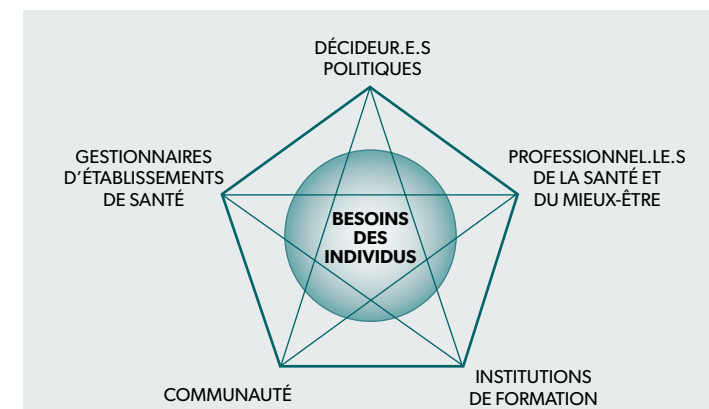 DÉCIDEUR.E.S
POLITIQUES
GESTIONNAIRES
D’ÉTABLISSEMENTS
DE SANTÉ
PROFESSIONNEL.LE.S
DE LA SANTÉ ET
DU MIEUX-ÊTRE
BESOINS
DES
INDIVIDUS
COMMUNAUTÉ
INSTITUTIONS
DE FORMATION